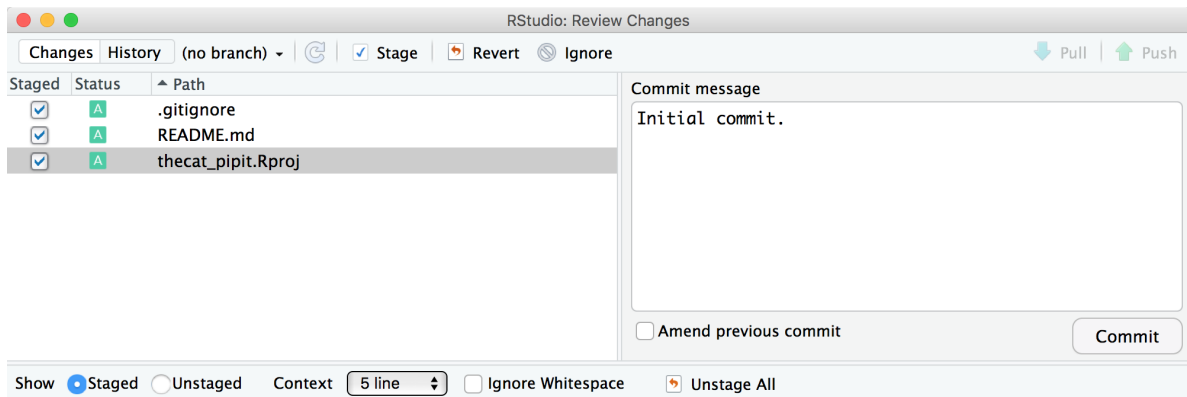 RStudio: Review Changes
Changes History (no branch) Stage Revert Ignore Pull Push
Staged Status Path
A .gitignore
A README.md
A thecat_pipit.Rproj
Commit message
Initial commit.
Amend previous commit
Commit
Show Staged Unstaged Context 5 line Ignore Whitespace Unstage All